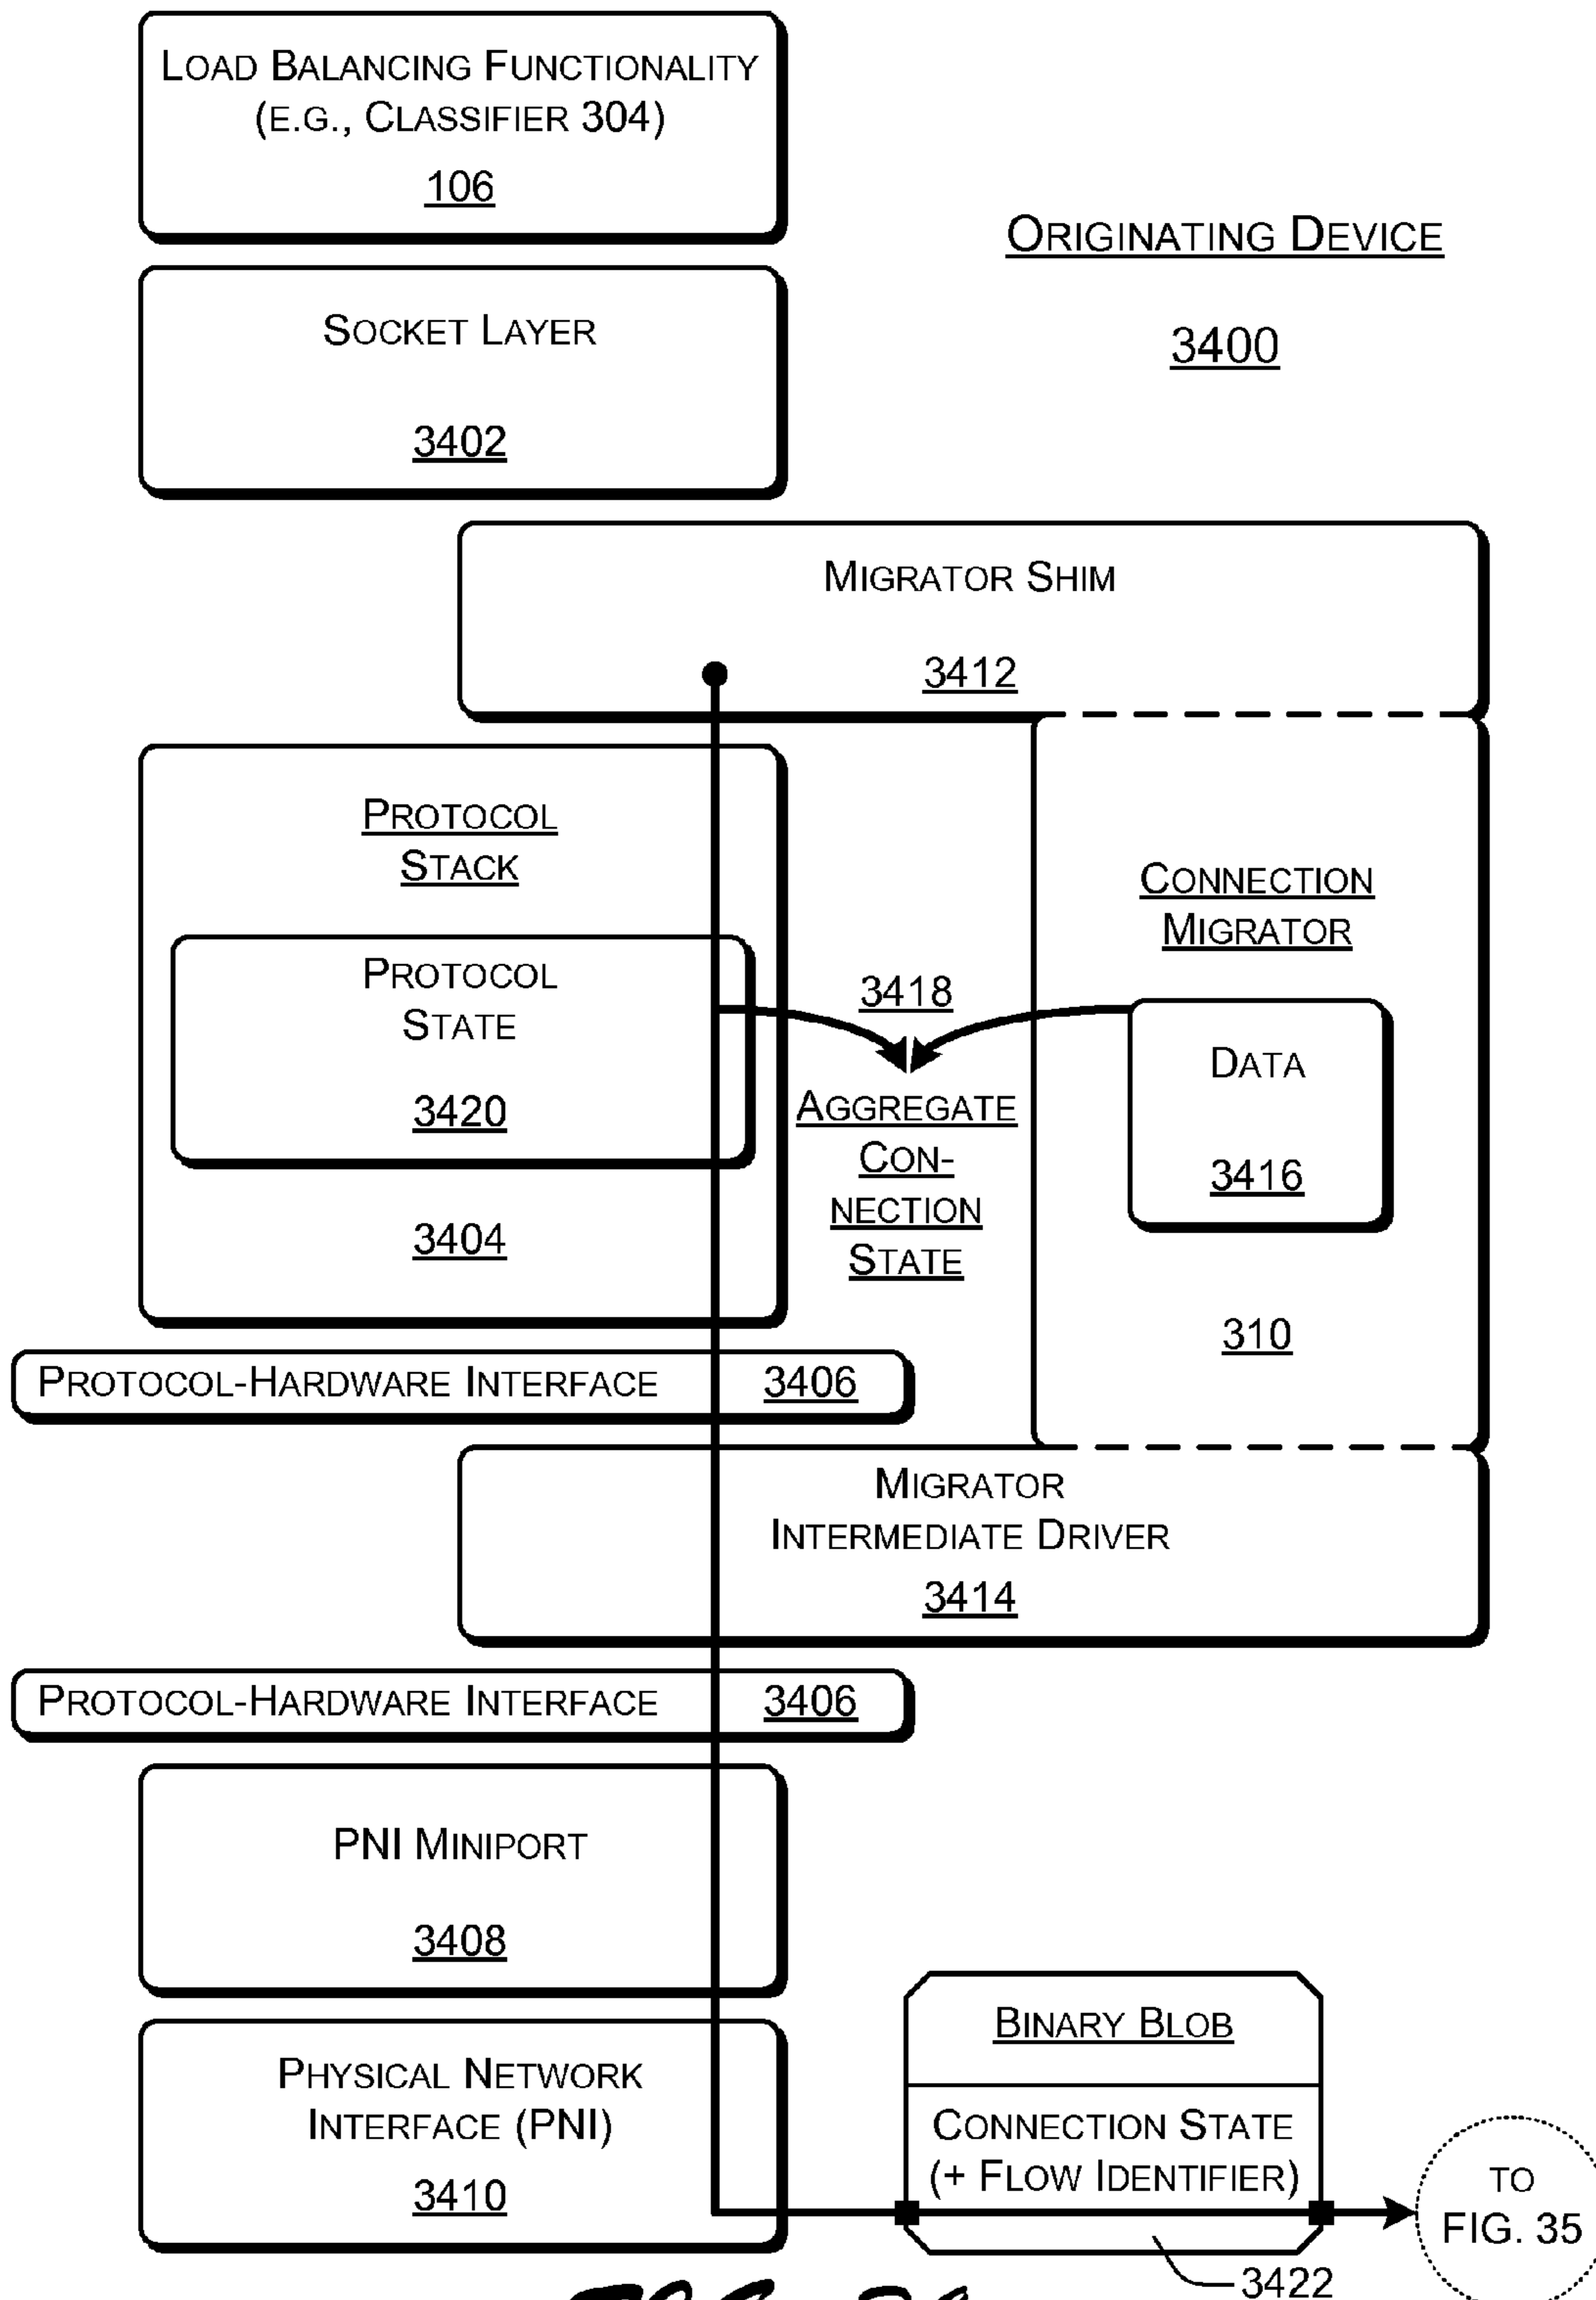 LOAD BALANCING FUNCTIONALITY
(E.G., CLASSIFIER 304)
106
ORIGINATING DEVICE
3400
SOCKET LAYER
3402
MIGRATOR SHIM
3412
PROTOCOL
STACK
PROTOCOL
STATE
3420
3404
3418
AGGREGATE
CON-
NECTION
STATE
CONNECTION
MIGRATOR
DATA
3416
310
PROTOCOL-HARDWARE INTERFACE 3406
MIGRATOR
INTERMEDIATE DRIVER
3414
PROTOCOL-HARDWARE INTERFACE 3406
PNI MINIPORT
3408
PHYSICAL NETWORK
INTERFACE (PNI)
3410
BINARY BLOB
CONNECTION STATE
(+ FLOW IDENTIFIER)
3422
TO
FIG. 35